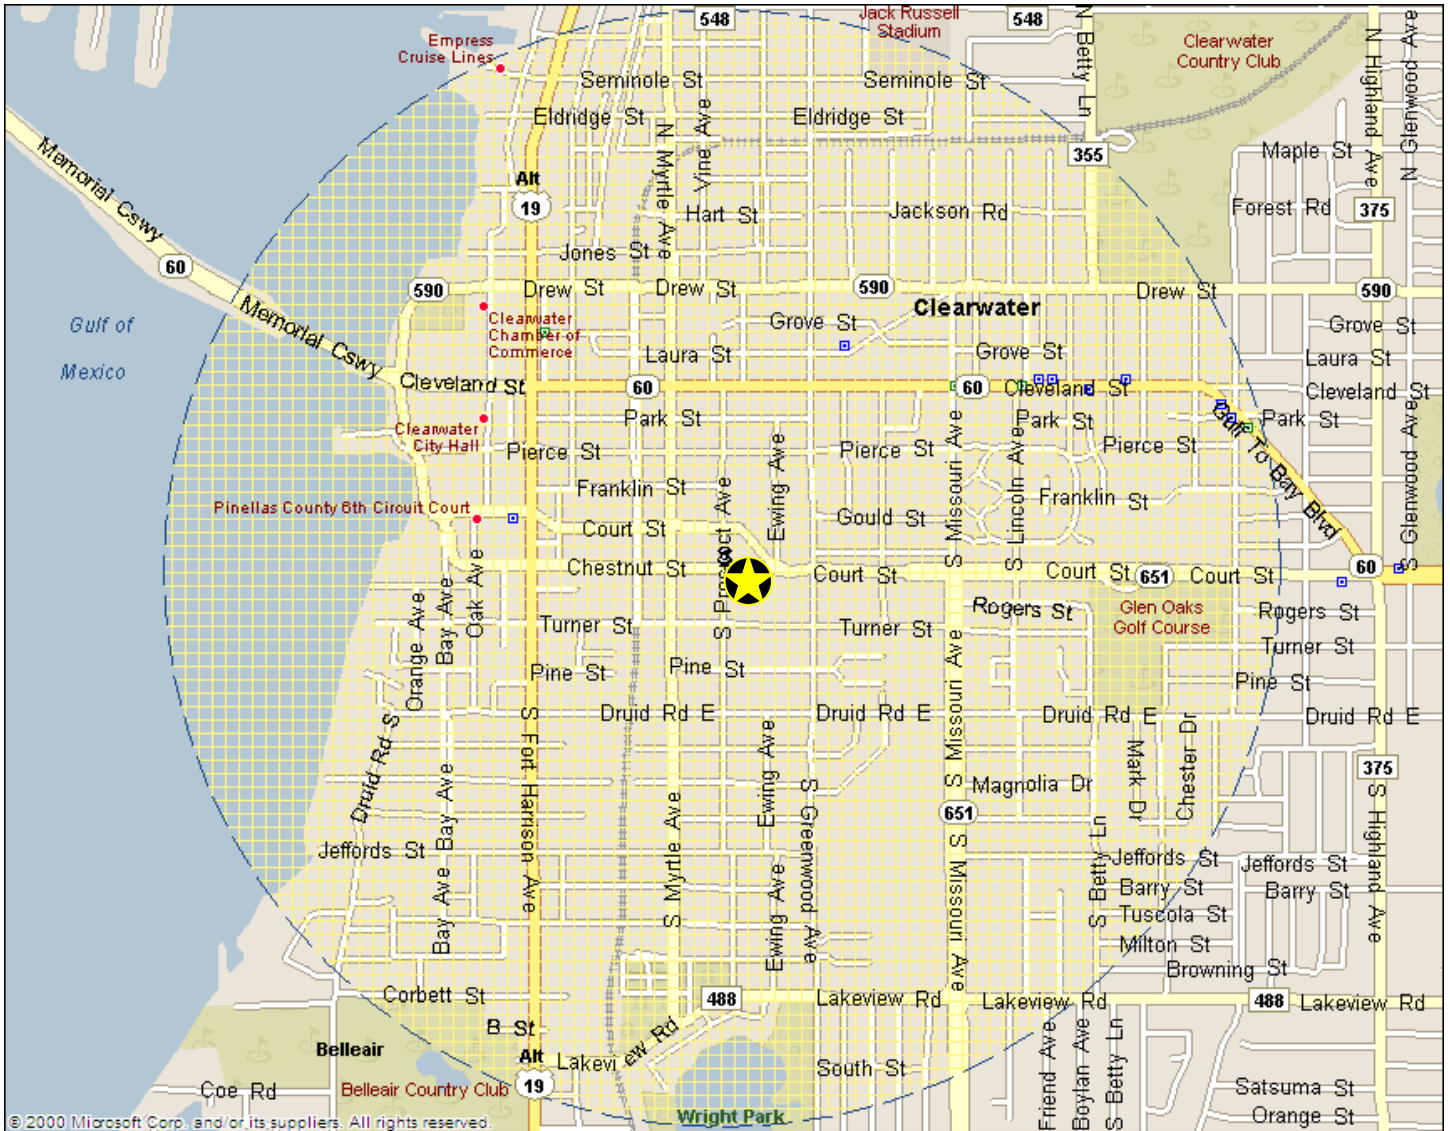 548
Jack Russell
Stadium
548
N Betty Ln
Clearwater
Country Club
N Highland Ave
N Glenwood Ave
Empress
Cruise Lines
Seminole St
Seminole St
Eldridge St
Eldridge St
Vine Ave
N Myrtle Ave
355
Maple St
Memorial Cswy
Alt
19
Hart St
Jackson Rd
Forest Rd
375
60
Jones St
590
Drew St
Drew St
590
Drew St
590
Clearwater
Memorial Cswy
Gulf of
Mexico
Clearwater
Chamber of
Commerce
Grove St
Grove St
Laura St
Grove St
Laura St
Cleveland St
60
60
Cleveland St
Cleveland St
Park St
Park St
Park St
Clearwater
City Hall
Pierce St
Pierce St
Pierce St
Gulf To Bay Blvd
S Glenwood Ave
Ewing Ave
S Missouri Ave
S Lincoln Ave
Franklin St
Franklin St
Pinellas County 6th Circuit Court
Court St
Gould St
S Prospect Ave
Chestnut St
Court St
Court St
651
Court St
60
Oak Ave
Bay Ave
Orange Ave
Rogers St
Glen Oaks
Golf Course
Rogers St
Turner St
Turner St
Turner St
Pine St
Pine St
Pine St
S Missouri Ave
Druid Rd E
Druid Rd E
Druid Rd E
Druid Rd E
Druid Rd S
S Fort Harrison Ave
Ewing Ave
Mark Dr
Chester Dr
375
Magnolia Dr
Bay Ave
S Myrtle Ave
S Greenwood Ave
651
S Highland Ave
Jeffords St
S Betty Ln
Jeffords St
Jeffords St
Barry St
Barry St
Bay Ave
Ewing Ave
S Missouri Ave
Tuscola St
Milton St
Browning St
Corbett St
488
Lakeview Rd
Lakeview Rd
488
Lakeview Rd
B St
Belleair
Alt
19
Lakeview Rd
South St
Friend Ave
Boylan Ave
S Betty Ln
Coe Rd
Belleair Country Club
Satsuma St
Wright Park
Orange St
© 2000 Microsoft Corp. and/or its suppliers. All rights reserved.